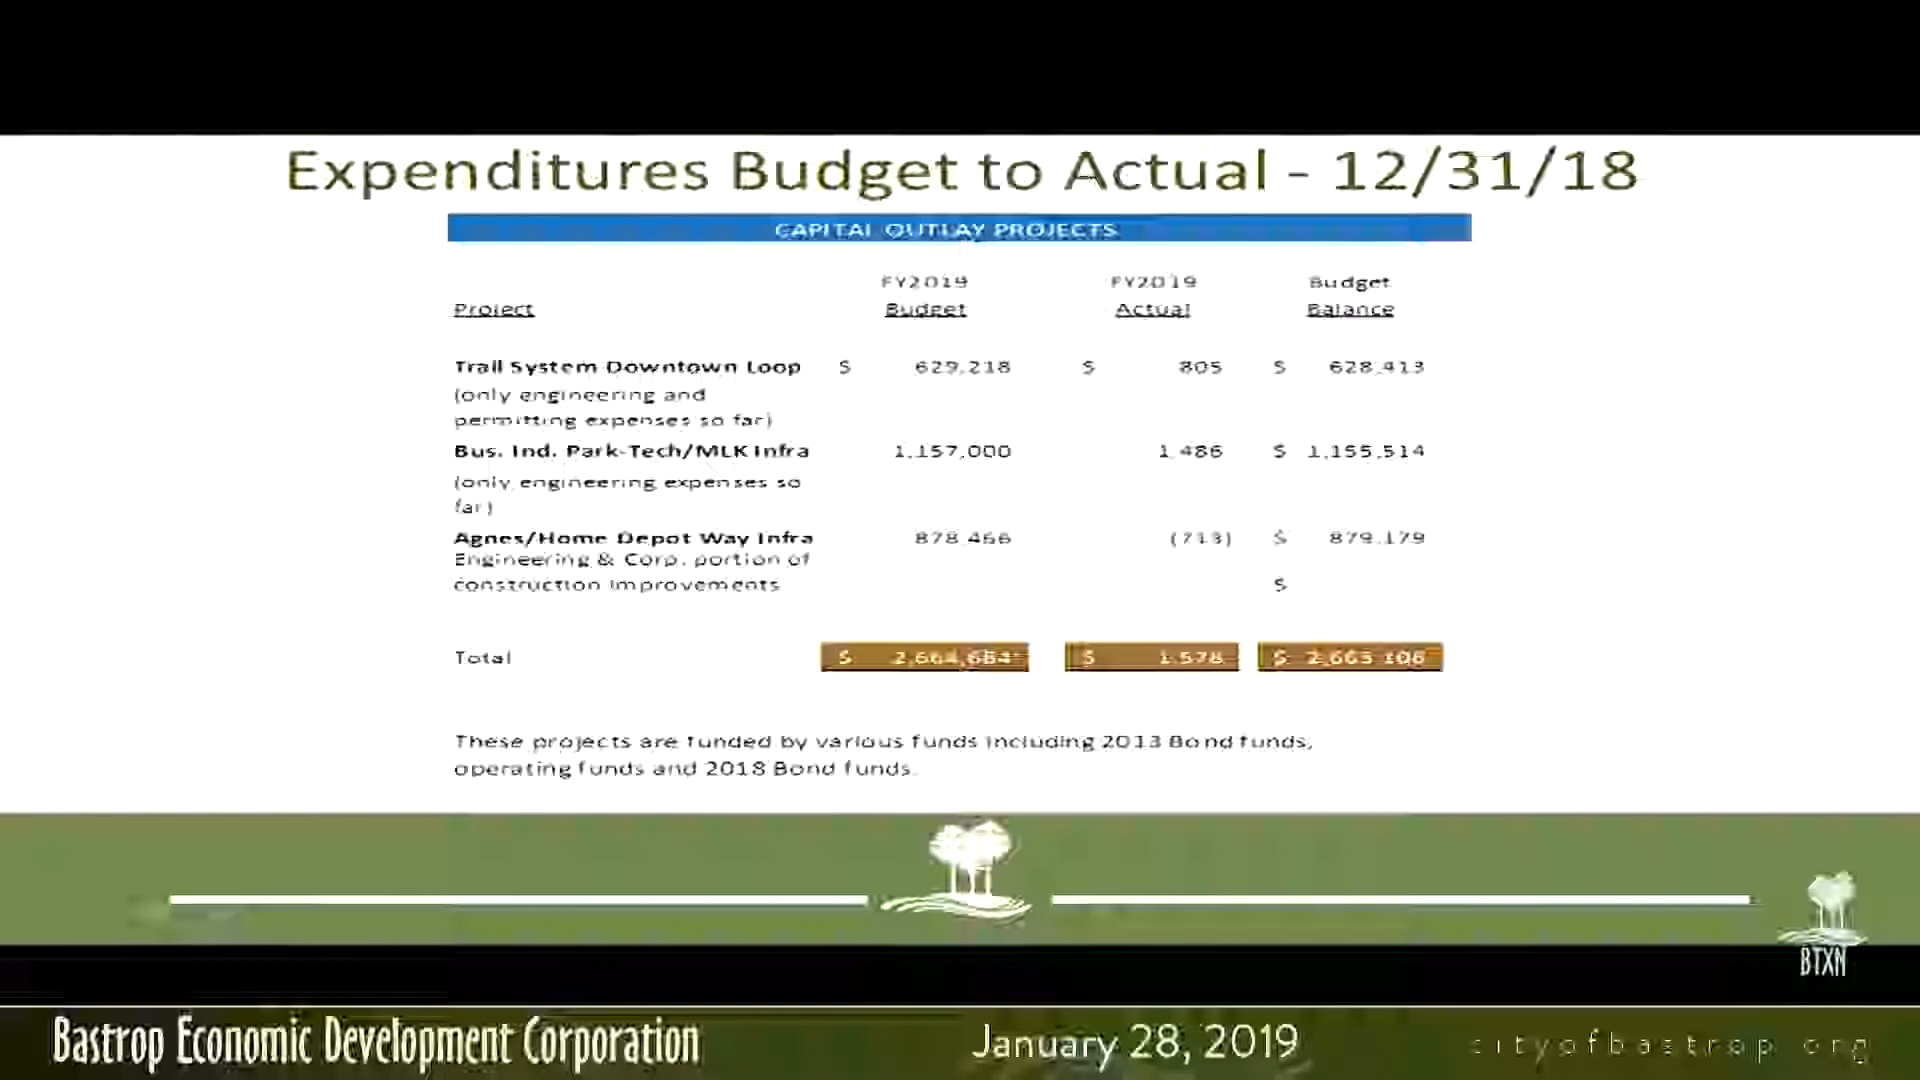 Expenditures Budget to Actual - 12/31/18
CAPITAL OUTLAY PROJECTS
FY2019 FY2019 Budget
Project Budget Actual Balance
Trail System Downtown Loop $ 629,218 $ 805 $ 628,413
(only engineering and
permitting expenses so far)
Bus. Ind. Park-Tech/MLK Infra 1,157,000 1,486 $ 1,155,514
(only engineering expenses so
far)
Agnes/Home Depot Way Infra 878,466 (713) $ 879,179
Engineering & Corp. portion of
construction improvements $
Total $ 2,664,684 $ 1,578 $ 2,663,106
These projects are funded by various funds including 2013 Bond funds,
operating funds and 2018 Bond funds.
BTXN
Bastrop Economic Development Corporation January 28, 2019 cityofbastrop.org